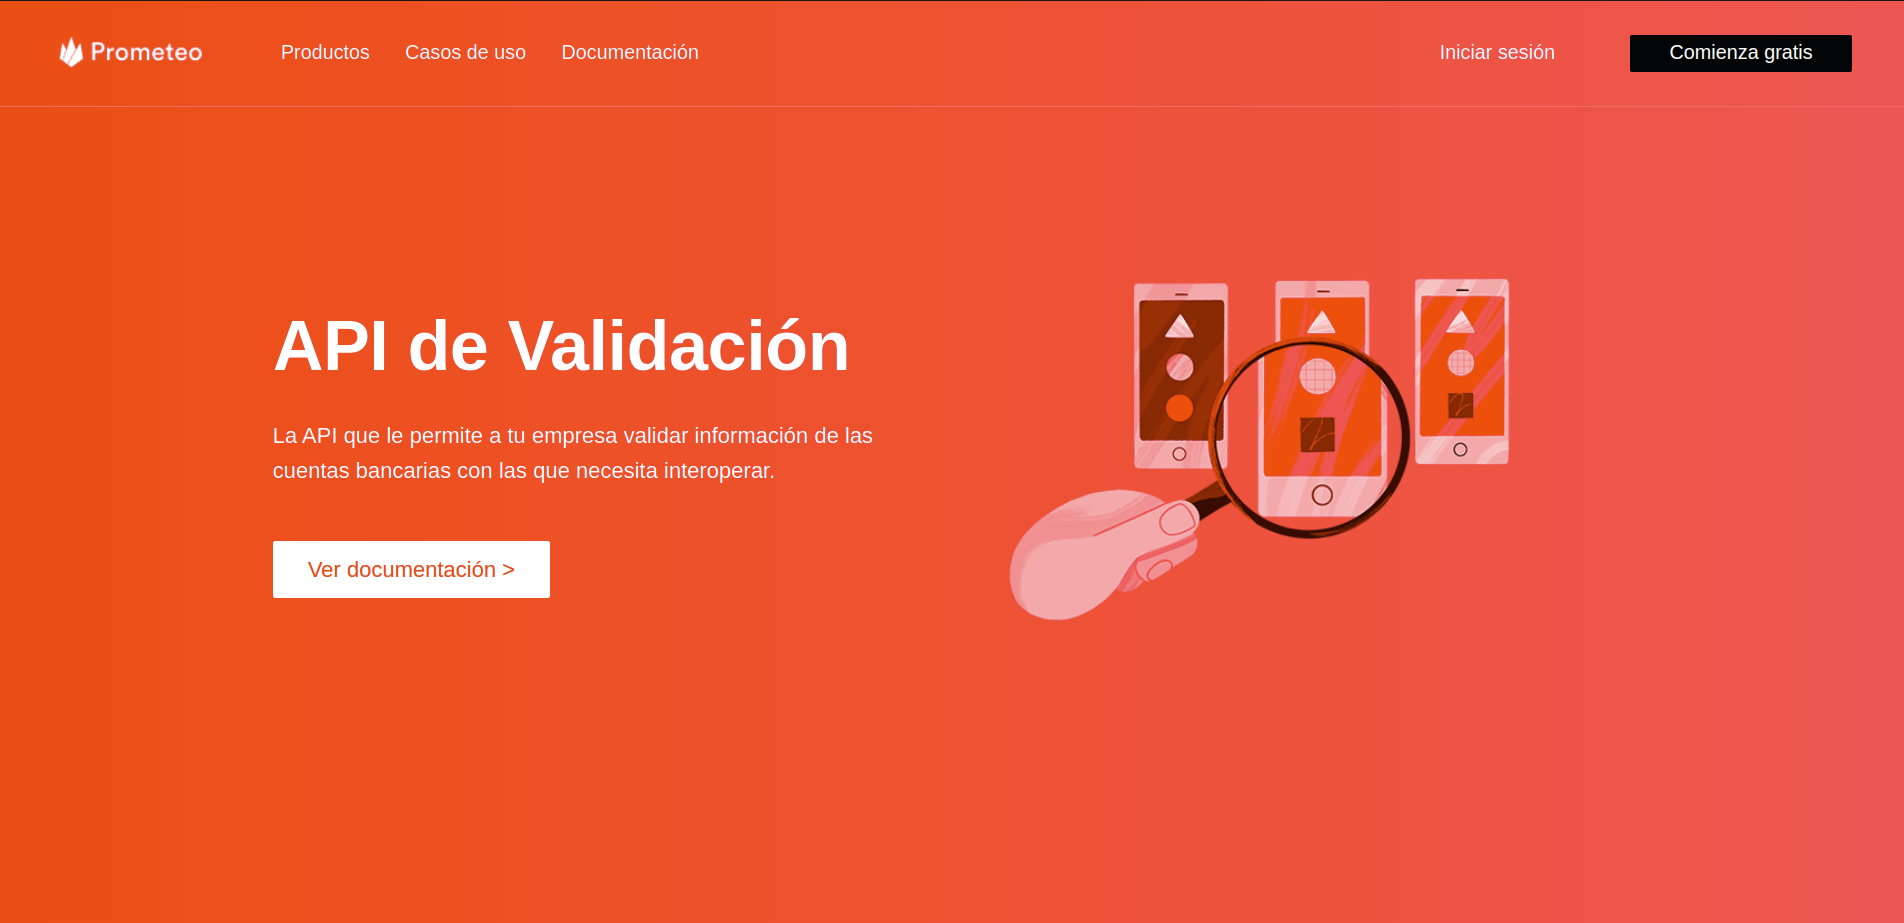 Prometeo
Productos
Casos de uso
Documentación
Iniciar sesión
Comienza gratis
API de Validación
La API que le permite a tu empresa validar información de las
cuentas bancarias con las que necesita interoperar.
Ver documentación >